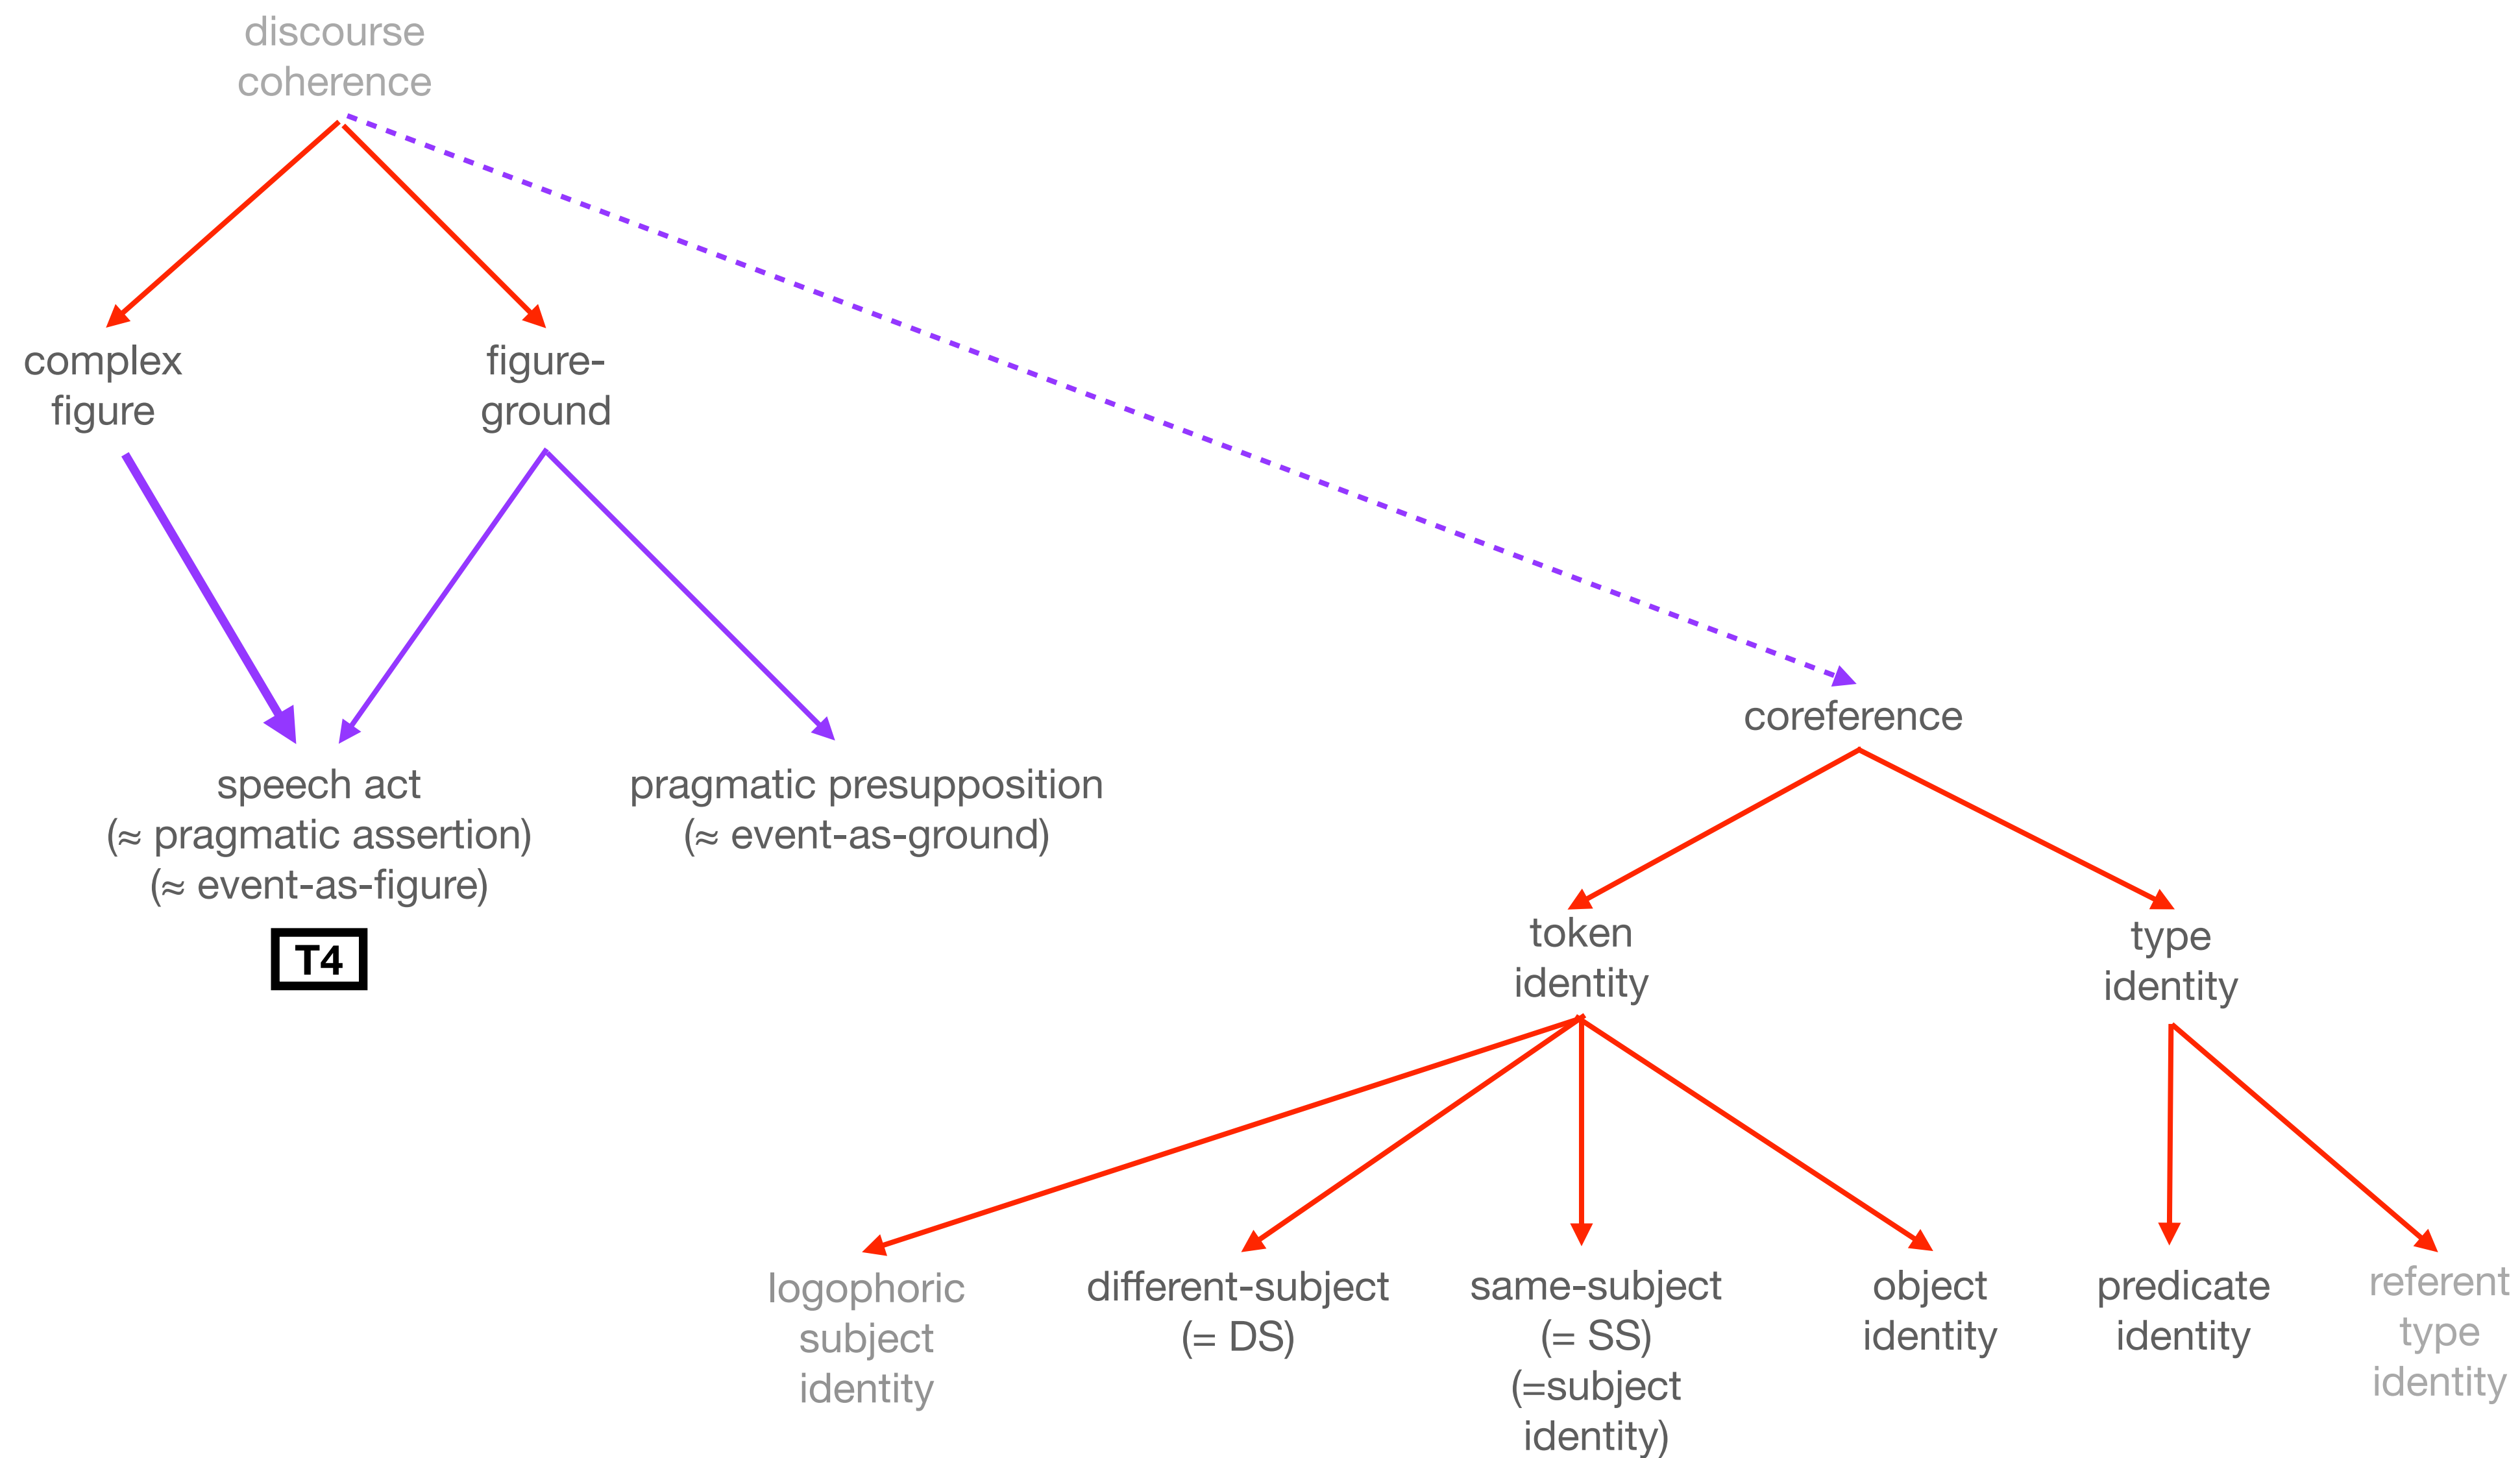 discourse
coherence
complex
figure
figure-
ground
coreference
speech act
(≈ pragmatic assertion)
(≈ event-as-figure)
T4
pragmatic presupposition
(≈ event-as-ground)
token
identity
type
identity
logophoric
subject
identity
different-subject
(= DS)
same-subject
(= SS)
(=subject
identity)
object
identity
predicate
identity
referent
type
identity